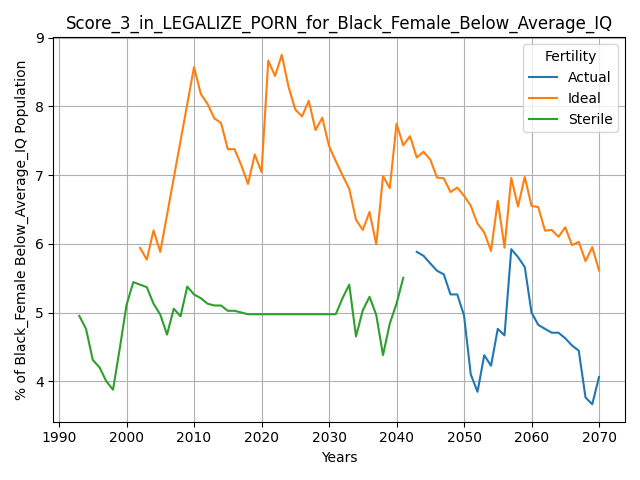 Score_3_in_LEGALIZE_PORN_for_Black_Female_Below_Average_IQ
% of Black_Female Below_Average_IQ Population
9
8
7
6
5
4
Fertility
Actual
Ideal
Sterile
1990 2000 2010 2020 2030 2040 2050 2060 2070
Years